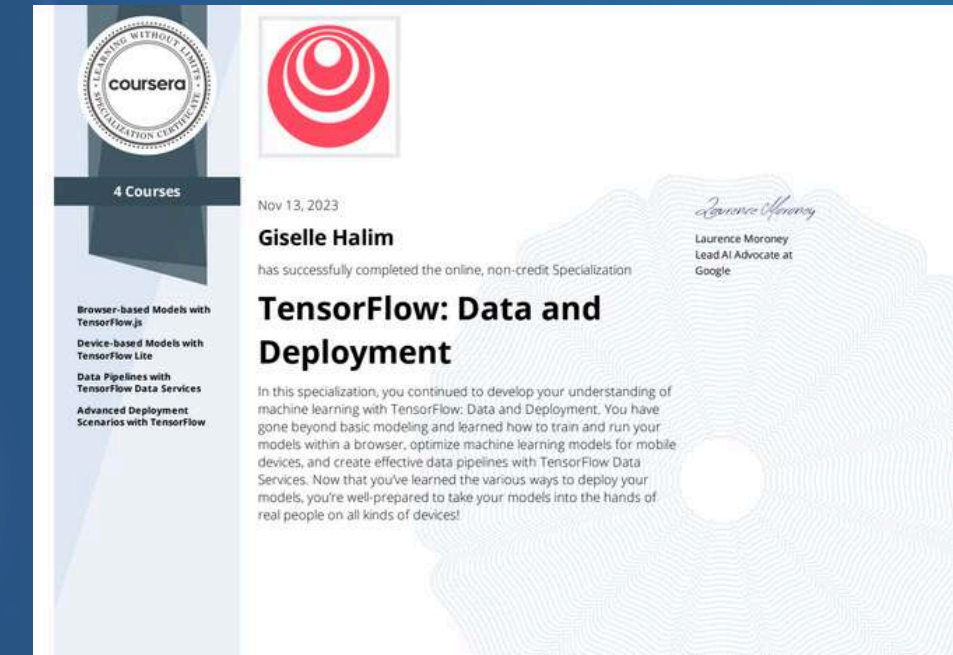 LEARNING WITHOUT LIMITS
coursera
SPECIALIZATION CERTIFICATE
4 Courses
Browser-based Models with
TensorFlow.js
Device-based Models with
TensorFlow Lite
Data Pipelines with
TensorFlow Data Services
Advanced Deployment
Scenarios with TensorFlow
Nov 13, 2023
Giselle Halim
has successfully completed the online, non-credit Specialization
TensorFlow: Data and
Deployment
In this specialization, you continued to develop your understanding of
machine learning with TensorFlow: Data and Deployment. You have
gone beyond basic modeling and learned how to train and run your
models within a browser, optimize machine learning models for mobile
devices, and create effective data pipelines with TensorFlow Data
Services. Now that you've learned the various ways to deploy your
models, you're well-prepared to take your models into the hands of
real people on all kinds of devices!
Laurence Moroney
Laurence Moroney
Lead AI Advocate at
Google